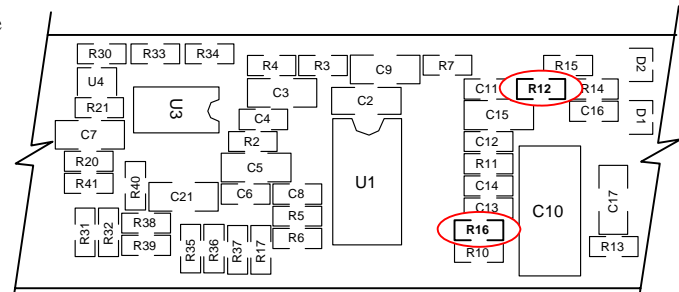 e
R30 R33 R34 R4 R3 C9 R7 R15 D2
U4 C3 C11 R12 R14
R21 U3 C2 C15 C16 D1
C7 C4
R2 C12
R20 C5 U1 R11
R41 R40 C21 C6 C8 C14 C10 C17
R31 R32 R38 R5 C13
R39 R35 R36 R37 R17 R6 R16 R13
R10